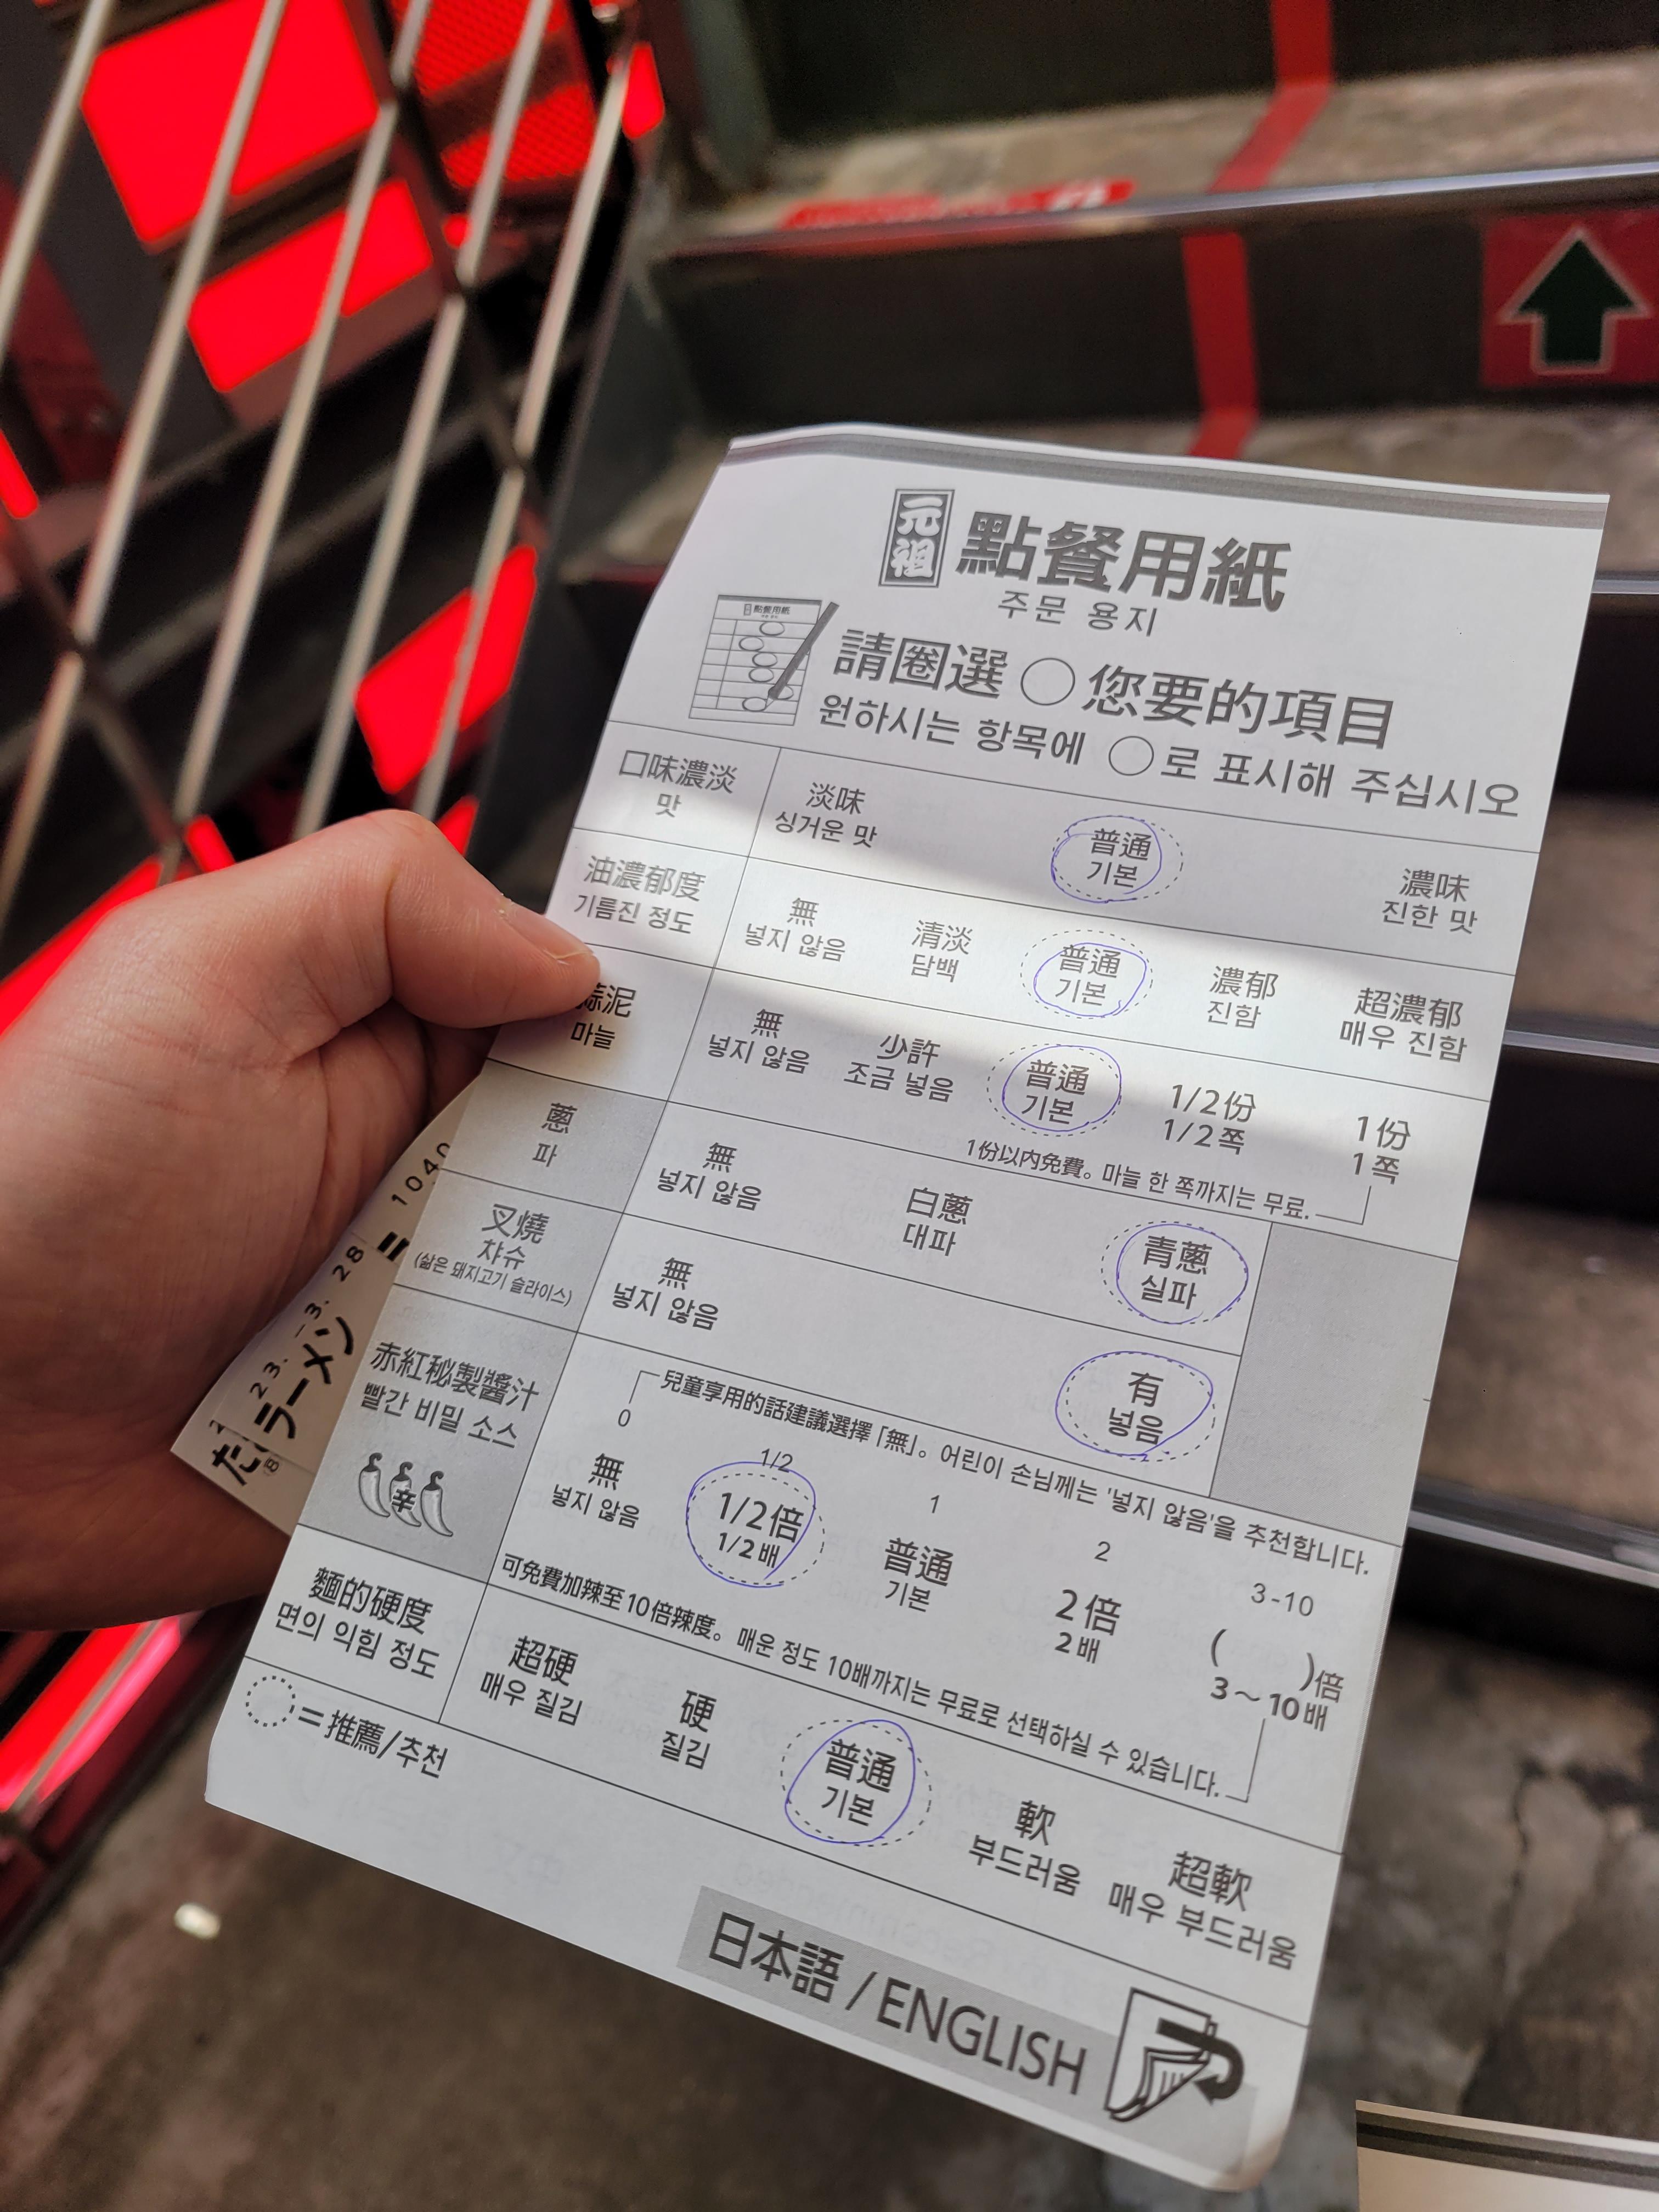 元祖
點餐用紙
주문 용지
請圈選 ○ 您要的項目
원하시는 항목에 ○로 표시해 주십시오
口味濃淡
맛
淡味
싱거운 맛
普通
기본
濃味
진한 맛
油濃郁度
기름진 정도
無
넣지 않음
清淡
담백
普通
기본
濃郁
진함
超濃郁
매우 진함
蒜泥
마늘
無
넣지 않음
少許
조금 넣음
普通
기본
1/2份
1/2쪽
1份
1쪽
1份以內免費。마늘 한 쪽까지는 무료.
蔥
파
無
넣지 않음
白蔥
대파
青蔥
실파
叉燒
챠슈
(삶은 돼지고기 슬라이스)
無
넣지 않음
有
넣음
赤紅秘製醬汁
빨간 비밀 소스
辛
兒童享用的話建議選擇「無」。어린이 손님께는 '넣지 않음'을 추천합니다.
0
無
넣지 않음
1/2
1/2倍
1/2배
1
普通
기본
2
2倍
2배
3-10
( )倍
3~10배
可免費加辣至10倍辣度。매운 정도 10배까지는 무료로 선택하실 수 있습니다.
麵的硬度
면의 익힘 정도
超硬
매우 질김
硬
질김
普通
기본
軟
부드러움
超軟
매우 부드러움
=推薦/추천
日本語/ENGLISH
1040
23.-3.28
ラーメン